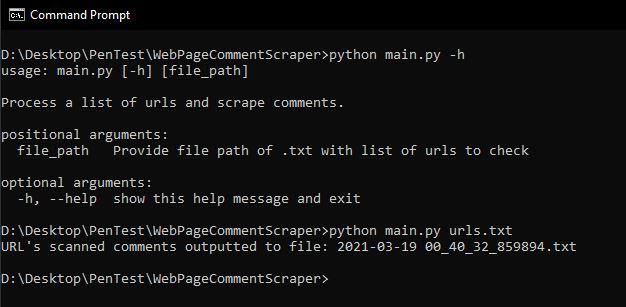 Command Prompt
D:\Desktop\PenTest\WebPageCommentScraper>python main.py -h
usage: main.py [-h] [file_path]
Process a list of urls and scrape comments.
positional arguments:
file_path Provide file path of .txt with list of urls to check
optional arguments:
-h, --help show this help message and exit
D:\Desktop\PenTest\WebPageCommentScraper>python main.py urls.txt
URL's scanned comments outputted to file: 2021-03-19 00_40_32_859894.txt
D:\Desktop\PenTest\WebPageCommentScraper>